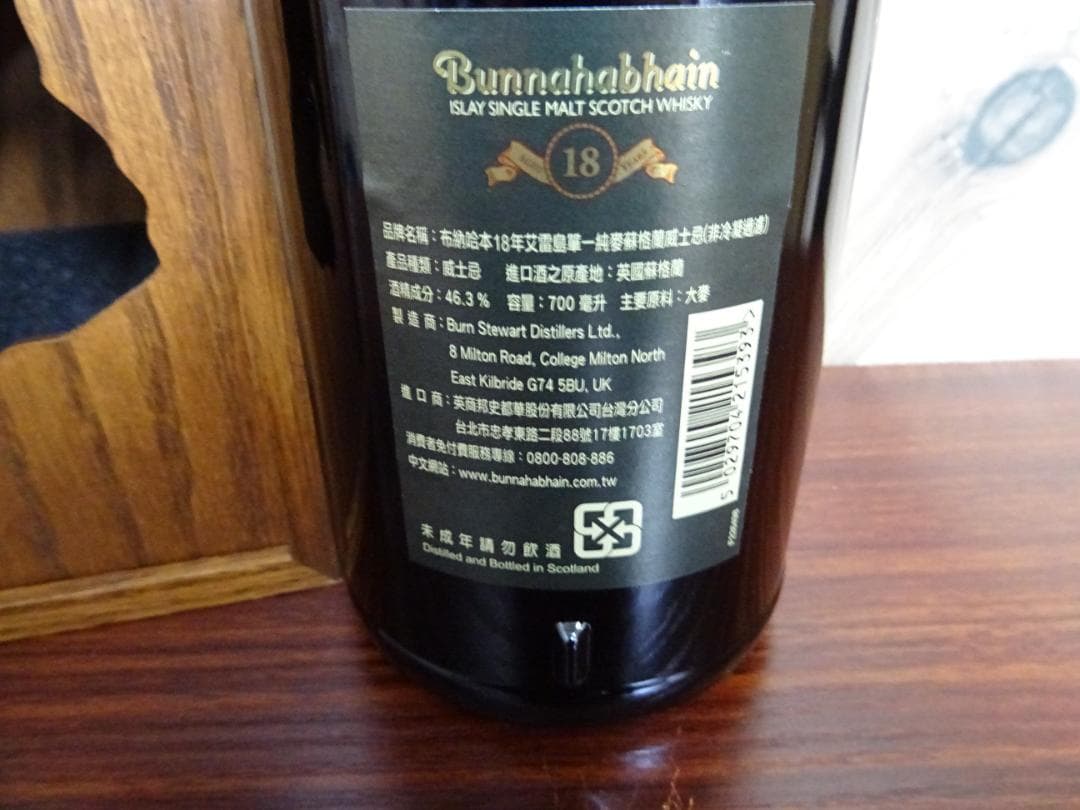 Bunnahabhain
ISLAY SINGLE MALT SCOTCH WHISKY
AGED 18 YEARS
品牌名稱：布納哈本18年艾雷島單一純麥蘇格蘭威士忌(非冷凝過濾)
產品種類：威士忌 進口酒之原產地：英國蘇格蘭
酒精成分：46.3% 容量：700 毫升 主要原料：大麥
製造商：Burn Stewart Distillers Ltd.,
8 Milton Road, College Milton North
East Kilbride G74 5BU, UK
進口商：英商邦史都華股份有限公司台灣分公司
台北市忠孝東路二段88號17樓1703室
消費者免付費服務專線：0800-808-886
中文網站：www.bunnahabhain.com.tw
未成年請勿飲酒
Distilled and Bottled in Scotland
5 029704 215393 >